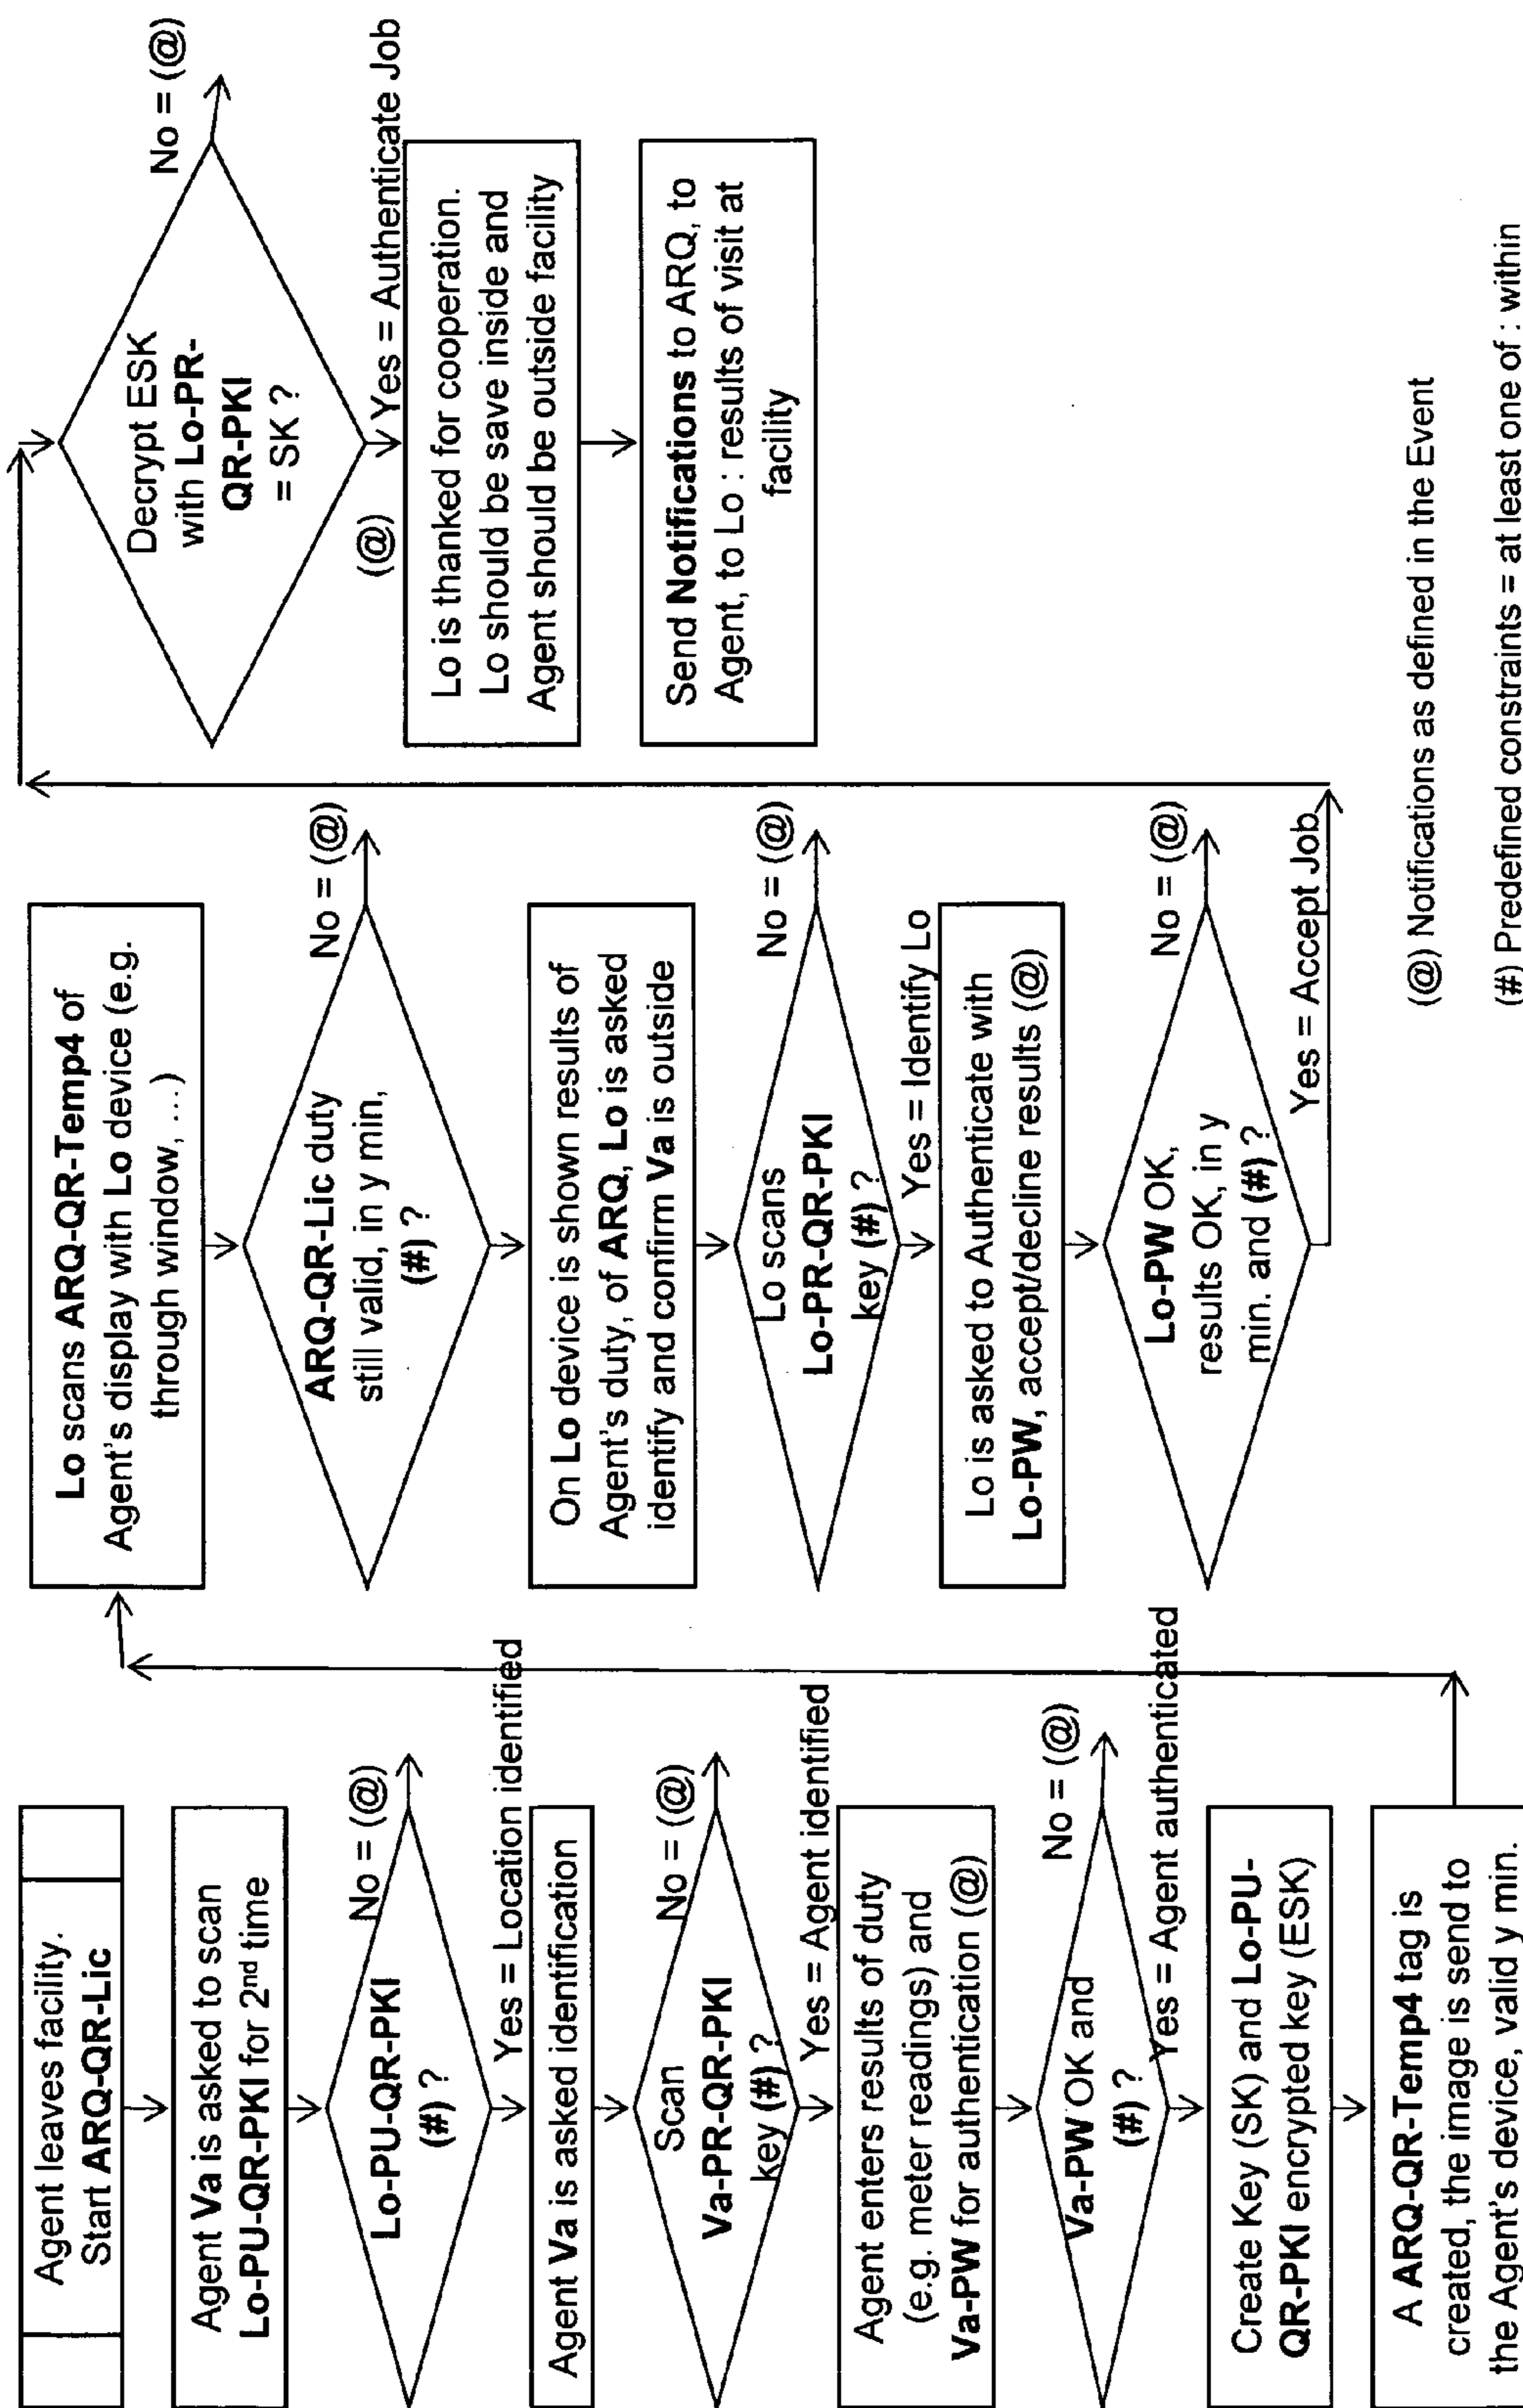 Agent leaves facility.
Start ARQ-QR-Lic
Agent Va is asked to scan
Lo-PU-QR-PKI for 2nd time
Lo-PU-QR-PKI
(#) ?
No = (@)
Yes = Location identified
Agent Va is asked identification
Scan
Va-PR-QR-PKI
key (#) ?
No = (@)
Yes = Agent identified
Agent enters results of duty
(e.g. meter readings) and
Va-PW for authentication (@)
Va-PW OK and
(#) ?
No = (@)
Yes = Agent authenticated
Create Key (SK) and Lo-PU-
QR-PKI encrypted key (ESK)
A ARQ-QR-Temp4 tag is
created, the image is send to
the Agent's device, valid y min.
Lo scans ARQ-QR-Temp4 of
Agent's display with Lo device (e.g.
through window, ....)
ARQ-QR-Lic duty
still valid, in y min,
(#) ?
No = (@)
On Lo device is shown results of
Agent's duty, of ARQ, Lo is asked
identify and confirm Va is outside
Lo scans
Lo-PR-QR-PKI
key (#) ?
No = (@)
Yes = Identify Lo
Lo is asked to Authenticate with
Lo-PW, accept/decline results (@)
Lo-PW OK,
results OK, in y
min. and (#) ?
No = (@)
Yes = Accept Job
Decrypt ESK
with Lo-PR-
QR-PKI
= SK ?
No = (@)
(@)
Yes = Authenticate Job
Lo is thanked for cooperation.
Lo should be save inside and
Agent should be outside facility
Send Notifications to ARQ, to
Agent, to Lo : results of visit at
facility
(@) Notifications as defined in the Event
(#) Predefined constraints = at least one of : within